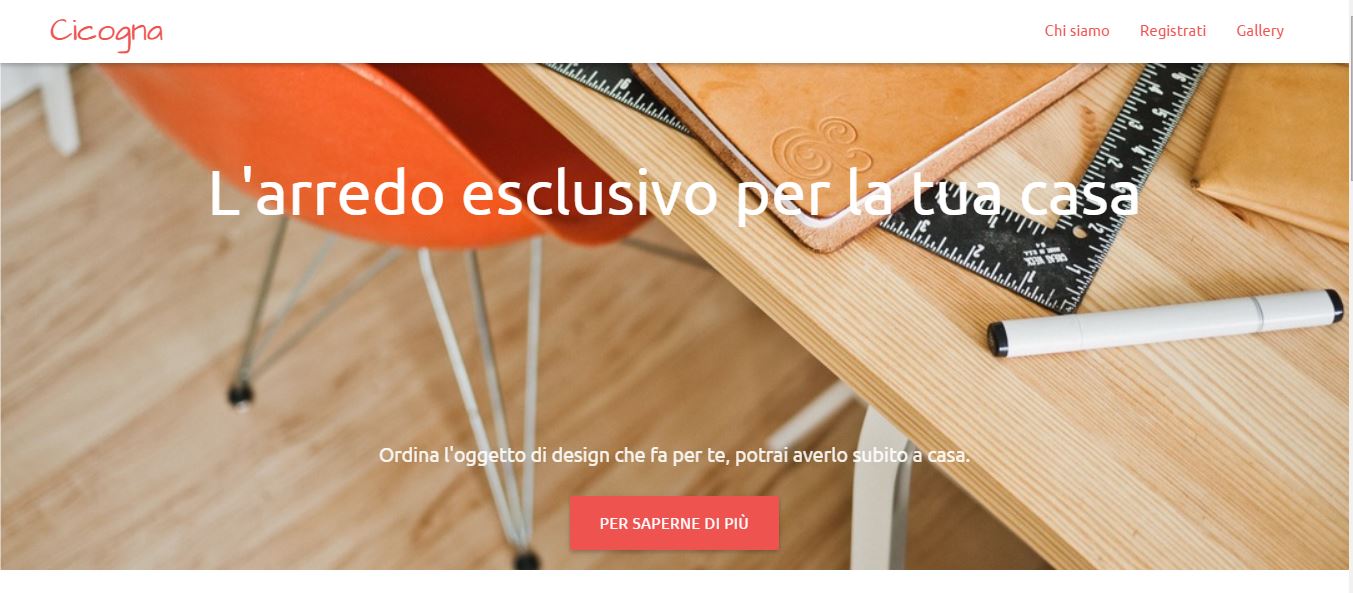 Cicogna
Chi siamo Registrati Gallery
L'arredo esclusivo per la tua casa
Ordina l'oggetto di design che fa per te, potrai averlo subito a casa.
PER SAPERNE DI PIÙ